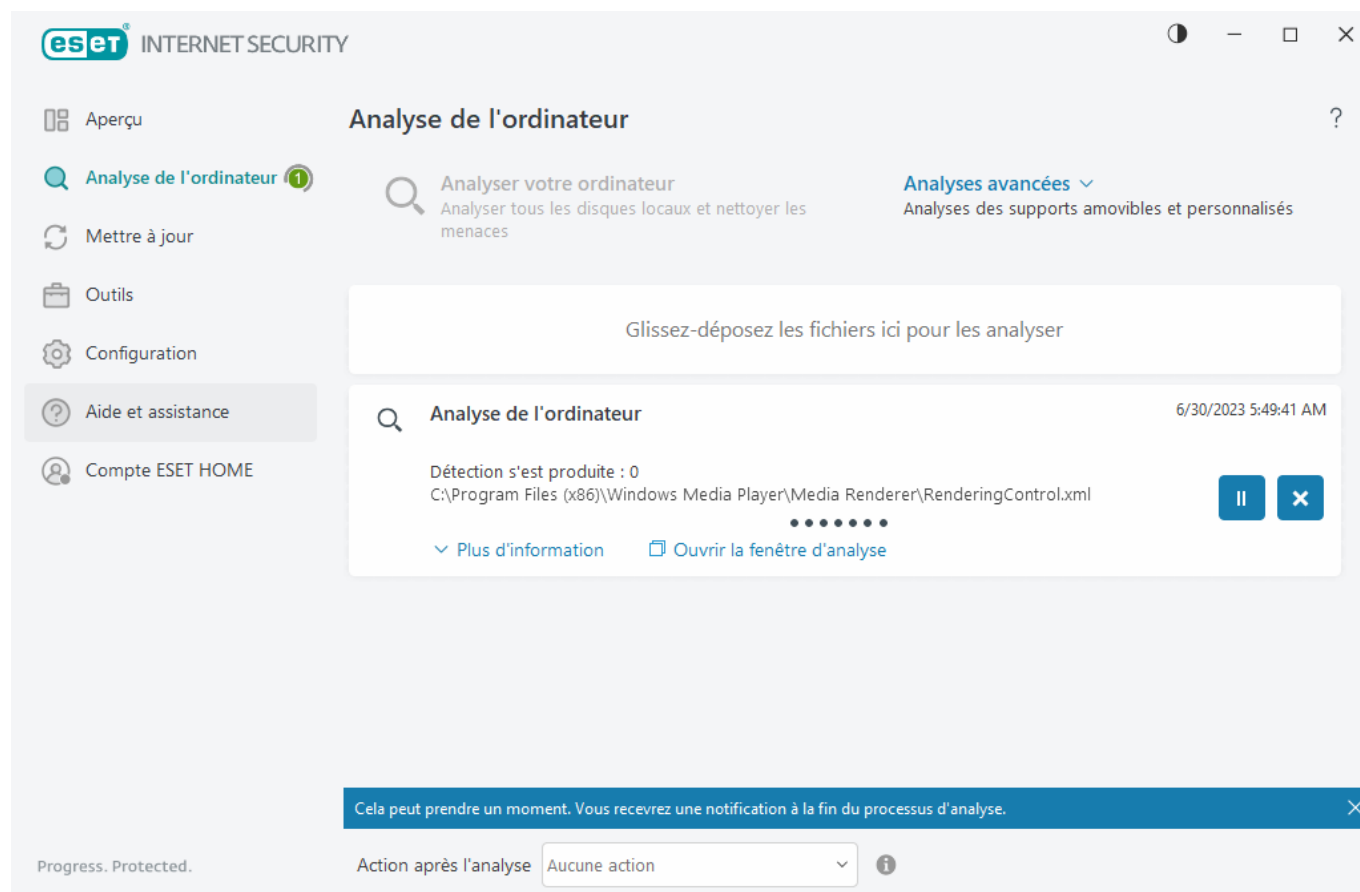 eset® INTERNET SECURITY
Aperçu
Analyse de l'ordinateur 1
Mettre à jour
Outils
Configuration
Aide et assistance
Compte ESET HOME
Progress. Protected.
Analyse de l'ordinateur
?
Analyser votre ordinateur
Analyser tous les disques locaux et nettoyer les
menaces
Analyses avancées
Analyses des supports amovibles et personnalisés
Glissez-déposez les fichiers ici pour les analyser
Analyse de l'ordinateur
6/30/2023 5:49:41 AM
Détection s'est produite : 0
C:\Program Files (x86)\Windows Media Player\Media Renderer\RenderingControl.xml
Plus d'information
Ouvrir la fenêtre d'analyse
Cela peut prendre un moment. Vous recevrez une notification à la fin du processus d'analyse.
Action après l'analyse Aucune action